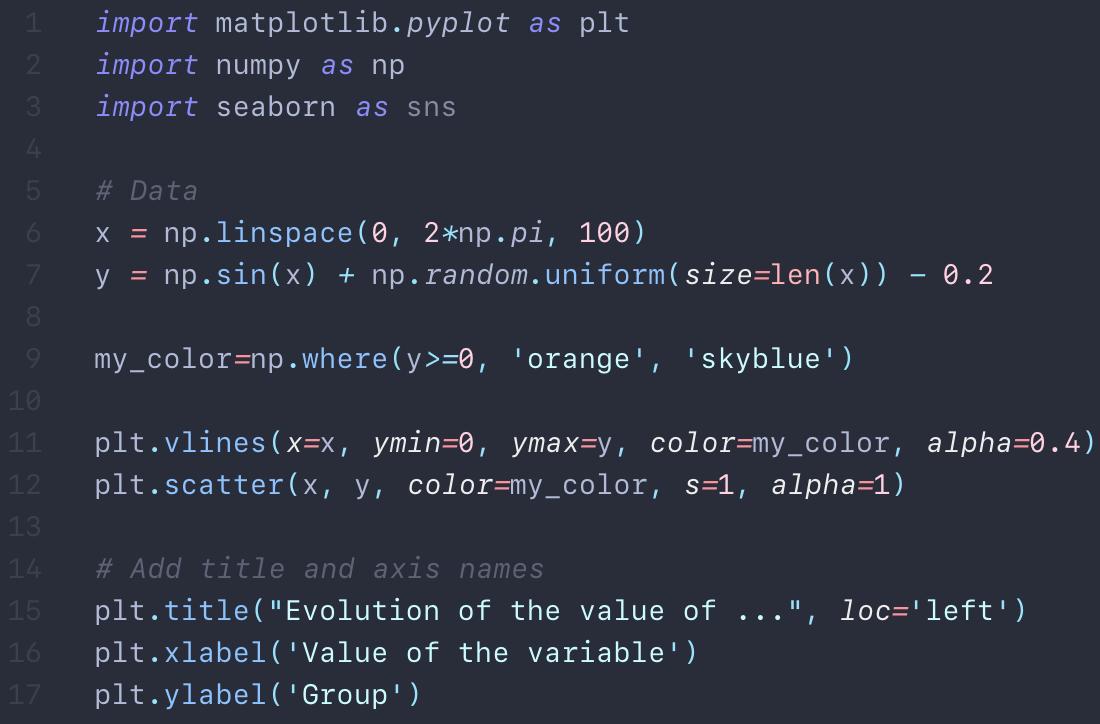 1 import matplotlib.pyplot as plt
2 import numpy as np
3 import seaborn as sns
4
5 # Data
6 x = np.linspace(0, 2*np.pi, 100)
7 y = np.sin(x) + np.random.uniform(size=len(x)) - 0.2
8
9 my_color=np.where(y>=0, 'orange', 'skyblue')
10
11 plt.vlines(x=x, ymin=0, ymax=y, color=my_color, alpha=0.4)
12 plt.scatter(x, y, color=my_color, s=1, alpha=1)
13
14 # Add title and axis names
15 plt.title("Evolution of the value of ...", loc='left')
16 plt.xlabel('Value of the variable')
17 plt.ylabel('Group')